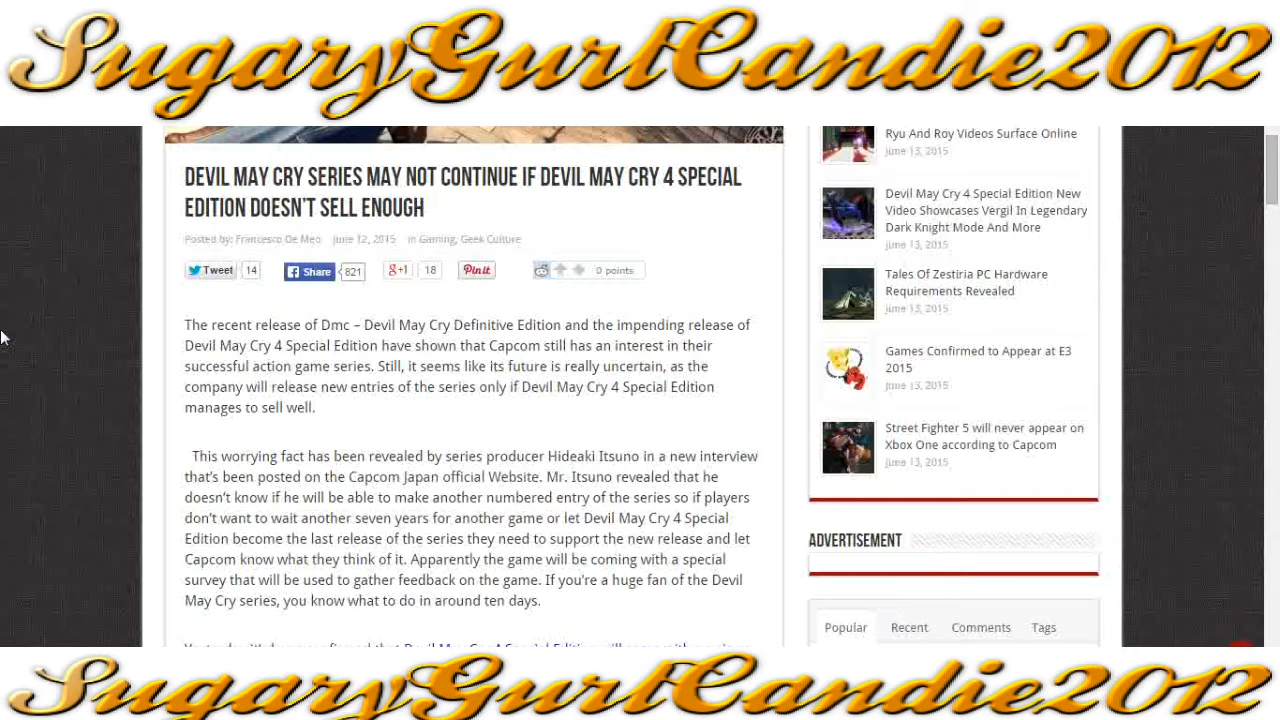 SugaryGurlCandie2012
DEVIL MAY CRY SERIES MAY NOT CONTINUE IF DEVIL MAY CRY 4 SPECIAL
EDITION DOESN'T SELL ENOUGH
Posted by: Francesco De Meo June 12, 2015 in Gaming, Geek Culture
Tweet 14 Share 821 g+1 18 Pinit 0 points
The recent release of Dmc – Devil May Cry Definitive Edition and the impending release of
Devil May Cry 4 Special Edition have shown that Capcom still has an interest in their
successful action game series. Still, it seems like its future is really uncertain, as the
company will release new entries of the series only if Devil May Cry 4 Special Edition
manages to sell well.
This worrying fact has been revealed by series producer Hideaki Itsuno in a new interview
that's been posted on the Capcom Japan official Website. Mr. Itsuno revealed that he
doesn't know if he will be able to make another numbered entry of the series so if players
don't want to wait another seven years for another game or let Devil May Cry 4 Special
Edition become the last release of the series they need to support the new release and let
Capcom know what they think of it. Apparently the game will be coming with a special
survey that will be used to gather feedback on the game. If you're a huge fan of the Devil
May Cry series, you know what to do in around ten days.
Ryu And Roy Videos Surface Online
June 13, 2015
Devil May Cry 4 Special Edition New
Video Showcases Vergil In Legendary
Dark Knight Mode And More
June 13, 2015
Tales Of Zestiria PC Hardware
Requirements Revealed
June 13, 2015
Games Confirmed to Appear at E3
2015
June 13, 2015
Street Fighter 5 will never appear on
Xbox One according to Capcom
June 13, 2015
ADVERTISEMENT
Popular Recent Comments Tags
SugaryGurlCandie2012